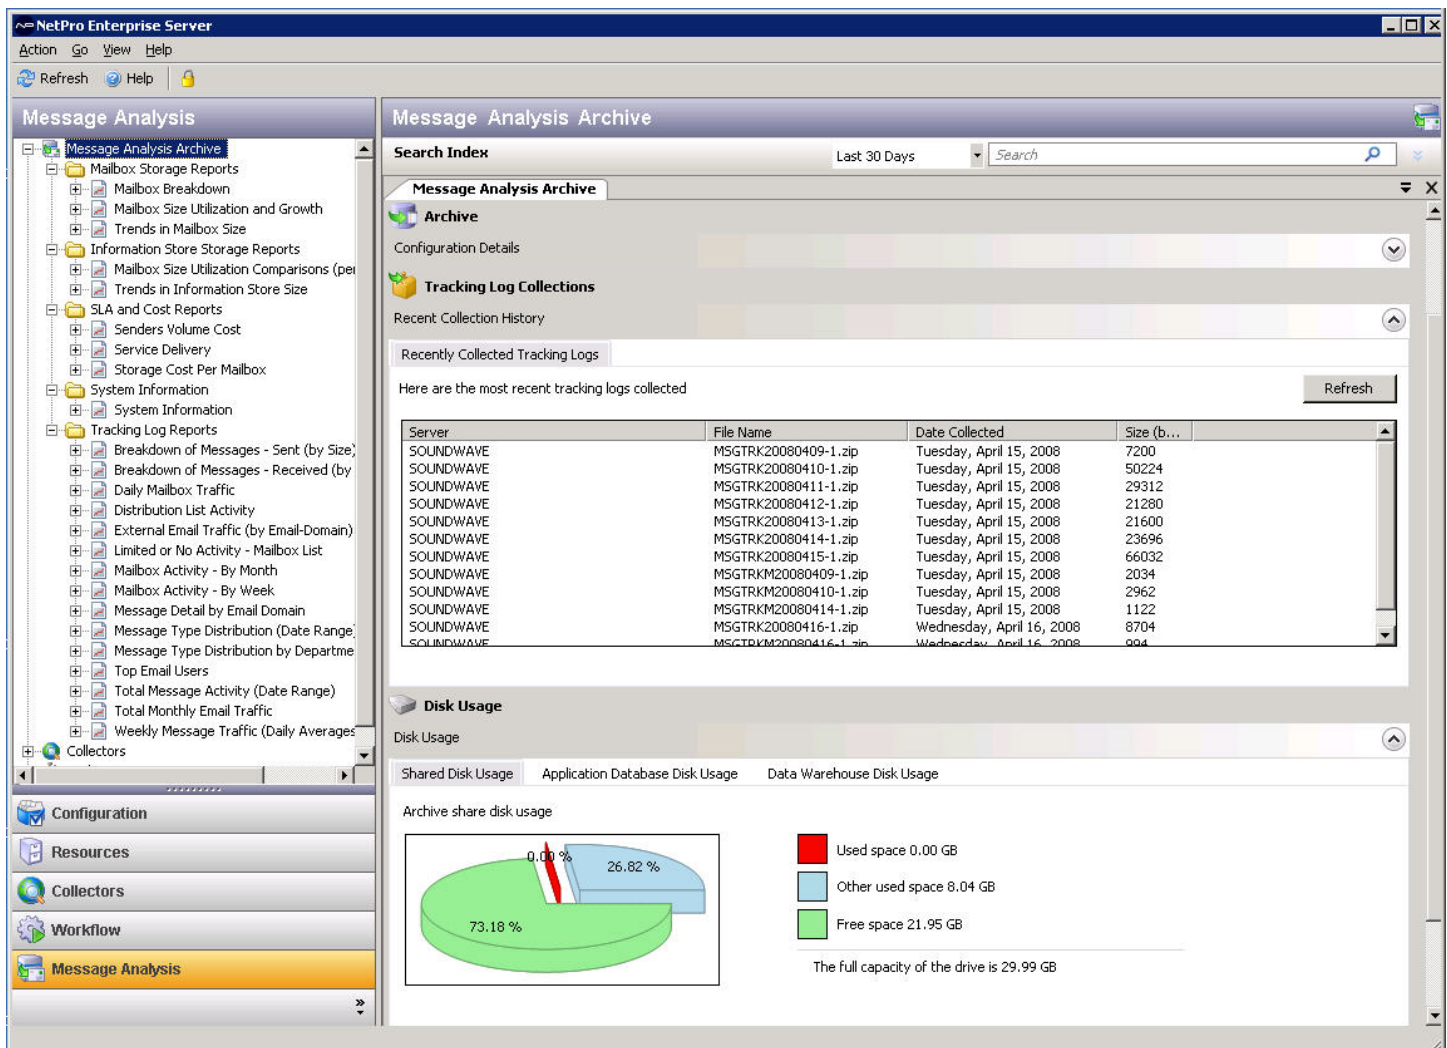 NetPro Enterprise Server
Action Go View Help
Refresh Help
Message Analysis
Message Analysis Archive
Mailbox Storage Reports
Mailbox Breakdown
Mailbox Size Utilization and Growth
Trends in Mailbox Size
Information Store Storage Reports
Mailbox Size Utilization Comparisons (per
Trends in Information Store Size
SLA and Cost Reports
Senders Volume Cost
Service Delivery
Storage Cost Per Mailbox
System Information
System Information
Tracking Log Reports
Breakdown of Messages - Sent (by Size)
Breakdown of Messages - Received (by
Daily Mailbox Traffic
Distribution List Activity
External Email Traffic (by Email-Domain)
Limited or No Activity - Mailbox List
Mailbox Activity - By Month
Mailbox Activity - By Week
Message Detail by Email Domain
Message Type Distribution (Date Range)
Message Type Distribution by Departme
Top Email Users
Total Message Activity (Date Range)
Total Monthly Email Traffic
Weekly Message Traffic (Daily Averages
Collectors
Configuration
Resources
Collectors
Workflow
Message Analysis
Message Analysis Archive
Search Index Last 30 Days Search
Message Analysis Archive
Archive
Configuration Details
Tracking Log Collections
Recent Collection History
Recently Collected Tracking Logs
Here are the most recent tracking logs collected Refresh
Server File Name Date Collected Size (b...
SOUNDWAVE MSGTRK20080409-1.zip Tuesday, April 15, 2008 7200
SOUNDWAVE MSGTRK20080410-1.zip Tuesday, April 15, 2008 50224
SOUNDWAVE MSGTRK20080411-1.zip Tuesday, April 15, 2008 29312
SOUNDWAVE MSGTRK20080412-1.zip Tuesday, April 15, 2008 21280
SOUNDWAVE MSGTRK20080413-1.zip Tuesday, April 15, 2008 21600
SOUNDWAVE MSGTRK20080414-1.zip Tuesday, April 15, 2008 23696
SOUNDWAVE MSGTRK20080415-1.zip Tuesday, April 15, 2008 66032
SOUNDWAVE MSGTRKM20080409-1.zip Tuesday, April 15, 2008 2034
SOUNDWAVE MSGTRKM20080410-1.zip Tuesday, April 15, 2008 2962
SOUNDWAVE MSGTRKM20080414-1.zip Tuesday, April 15, 2008 1122
SOUNDWAVE MSGTRK20080416-1.zip Wednesday, April 16, 2008 8704
SOUNDWAVE MSGTRKM20080416-1.zip Wednesday, April 16, 2008 994
Disk Usage
Disk Usage
Shared Disk Usage Application Database Disk Usage Data Warehouse Disk Usage
Archive share disk usage
0.00 %
26.82 %
73.18 %
Used space 0.00 GB
Other used space 8.04 GB
Free space 21.95 GB
The full capacity of the drive is 29.99 GB